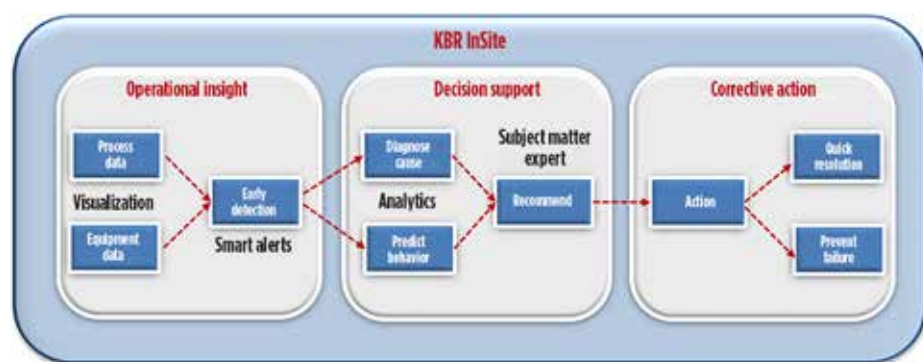 KBR InSite
Operational insight
Process
data
Visualization
Equipment
data
Early
detection
Smart alerts
Decision support
Diagnose
cause
Analytics
Predict
behavior
Subject matter
expert
Recommend
Corrective action
Action
Quick
resolution
Prevent
failure